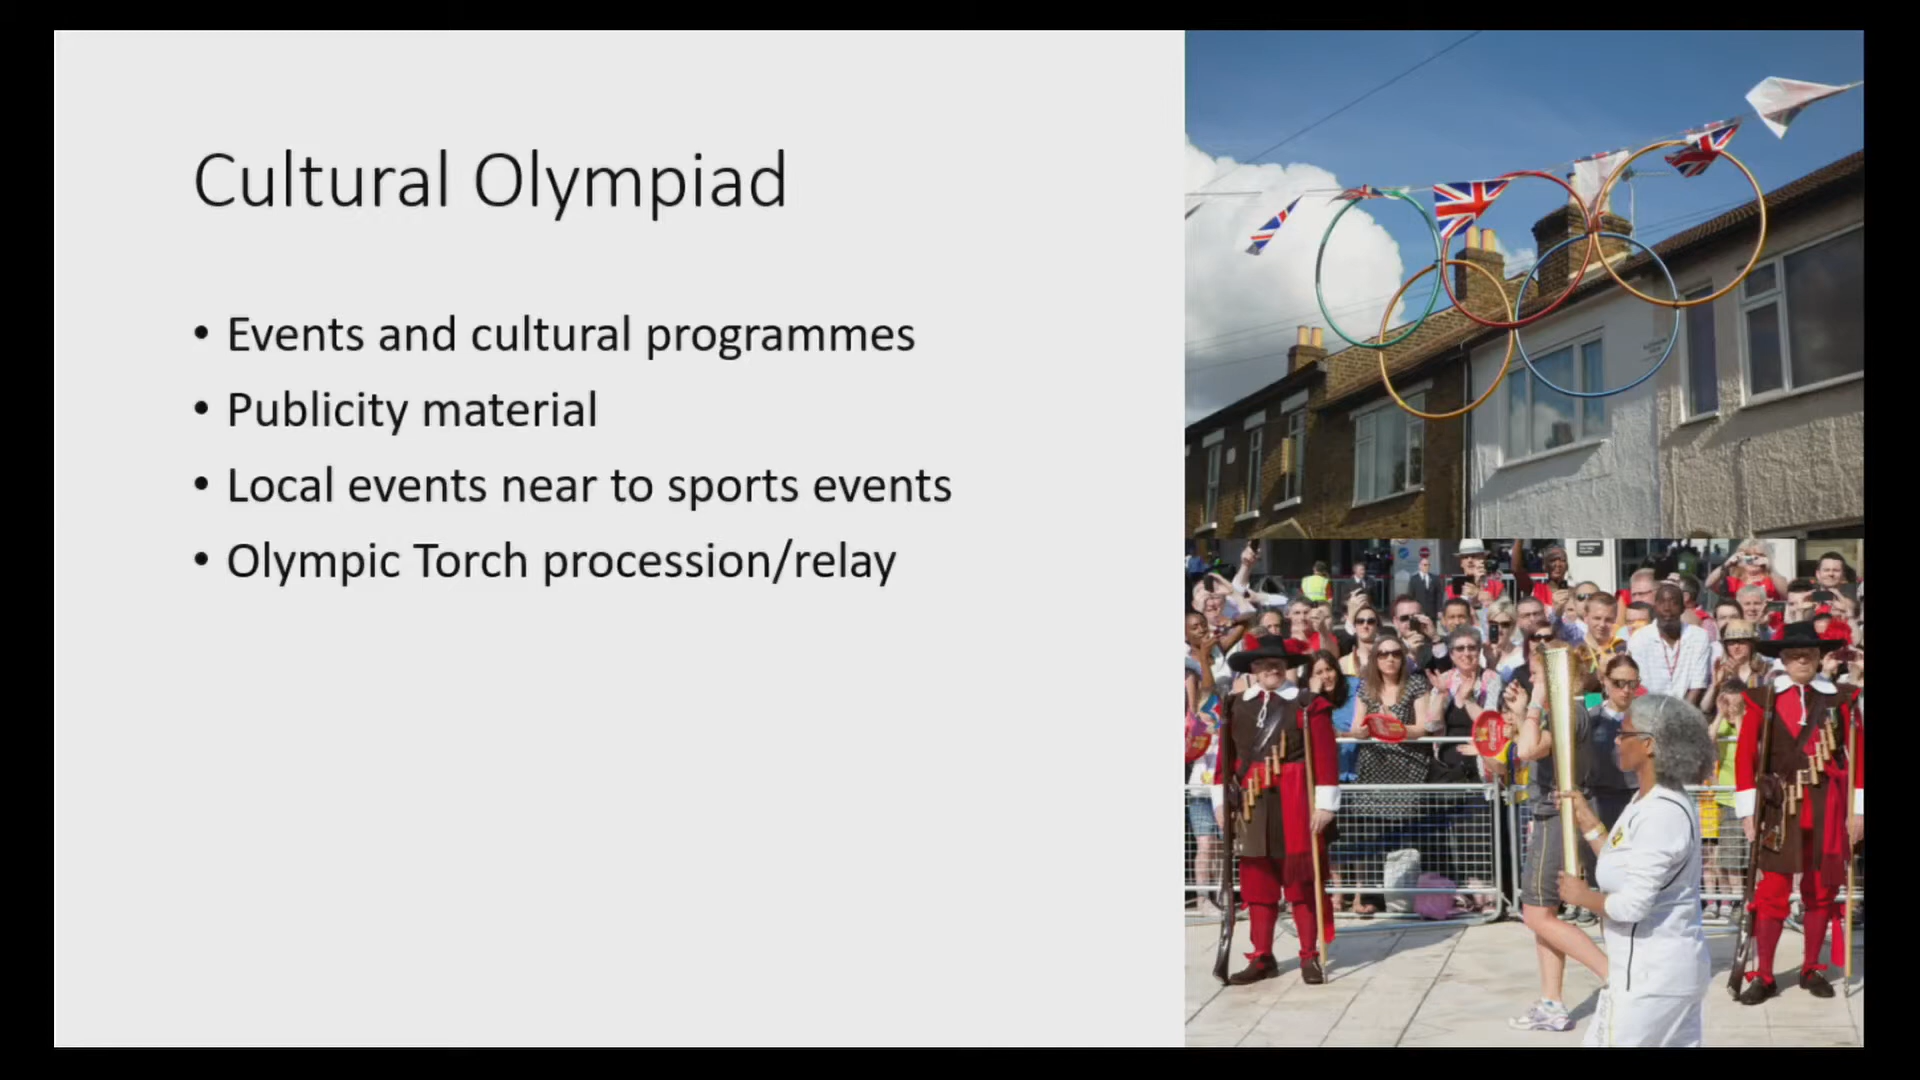 Cultural Olympiad
• Events and cultural programmes
• Publicity material
• Local events near to sports events
• Olympic Torch procession/relay